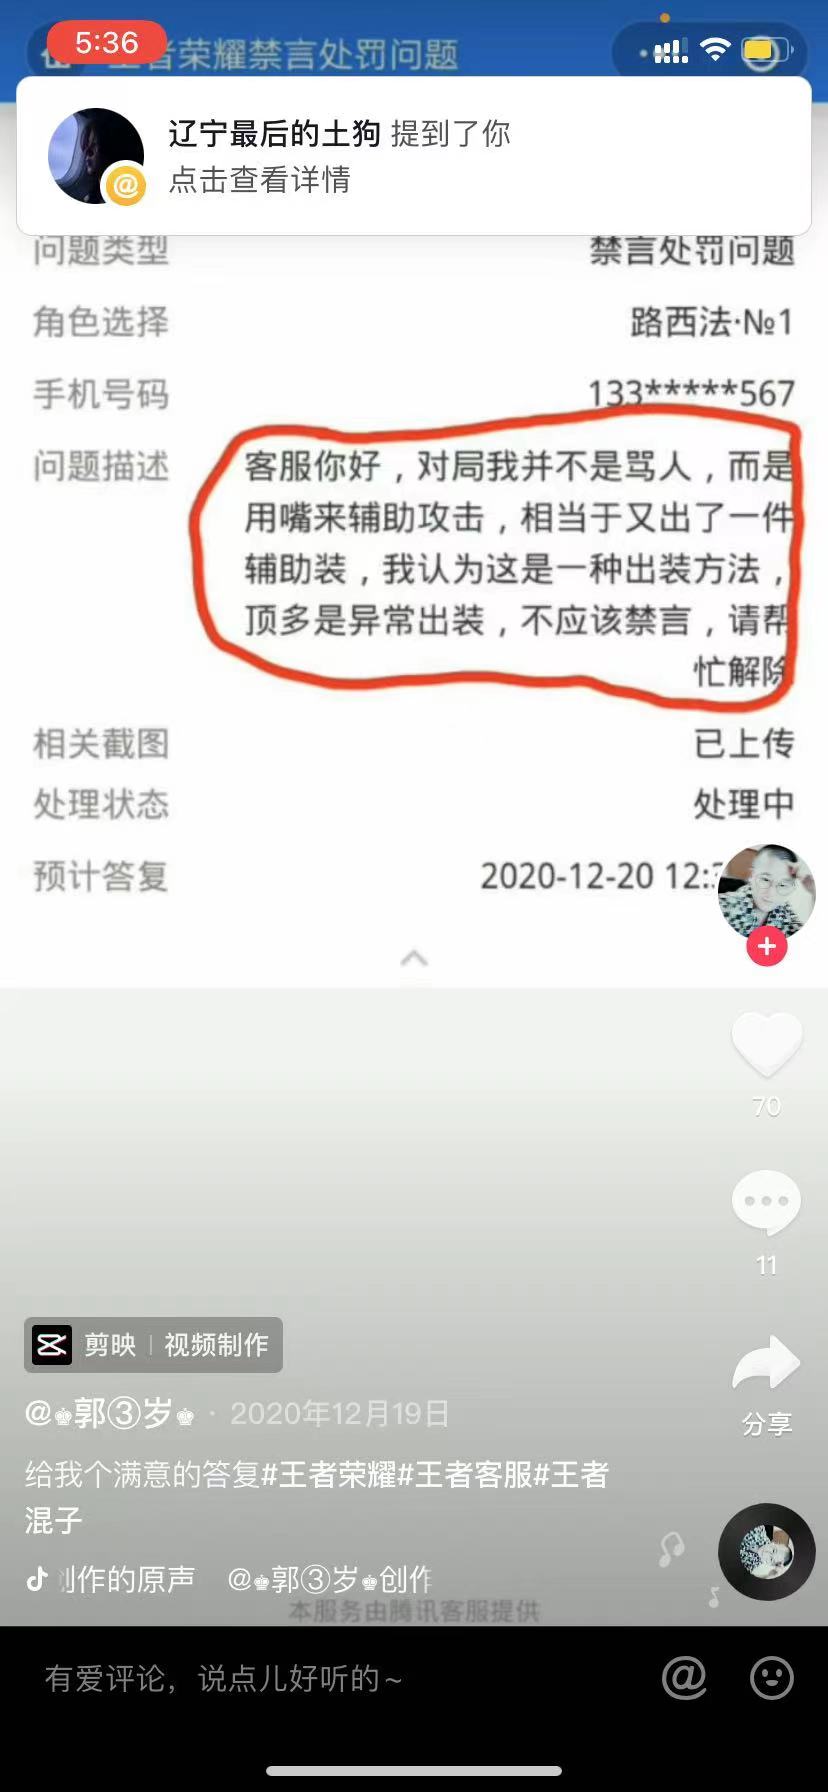 5:36
王者荣耀禁言处罚问题
辽宁最后的土狗 提到了你
点击查看详情
问题类型 禁言处罚问题
角色选择 路西法·№1
手机号码 133*****567
问题描述 客服你好，对局我并不是骂人，而是
用嘴来辅助攻击，相当于又出了一件
辅助装，我认为这是一种出装方法，
顶多是异常出装，不应该禁言，请帮
忙解除
相关截图 已上传
处理状态 处理中
预计答复 2020-12-20 12:
70
11
剪映 | 视频制作
@♚郭③岁♚ · 2020年12月19日
分享
给我个满意的答复#王者荣耀#王者客服#王者
混子
创作的原声 @♚郭③岁♚创作
本服务由腾讯客服提供
有爱评论，说点儿好听的~